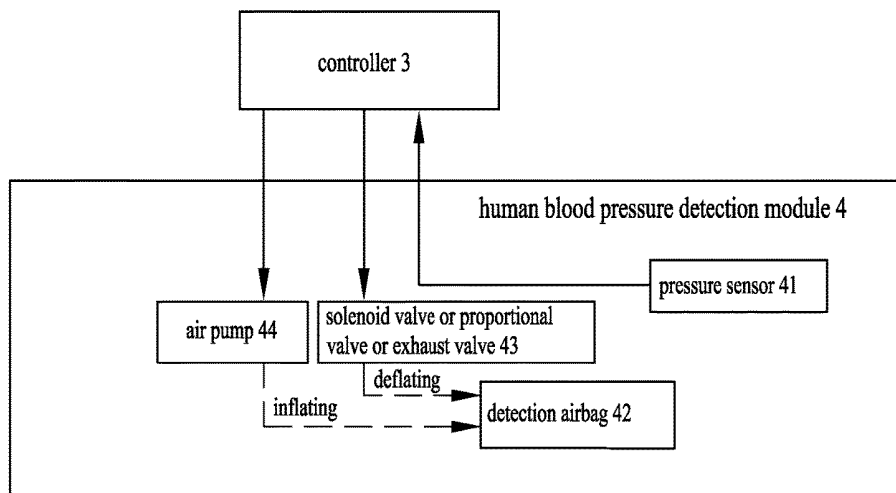 controller 3
human blood pressure detection module 4
pressure sensor 41
air pump 44
solenoid valve or proportional
valve or exhaust valve 43
deflating
inflating
detection airbag 42